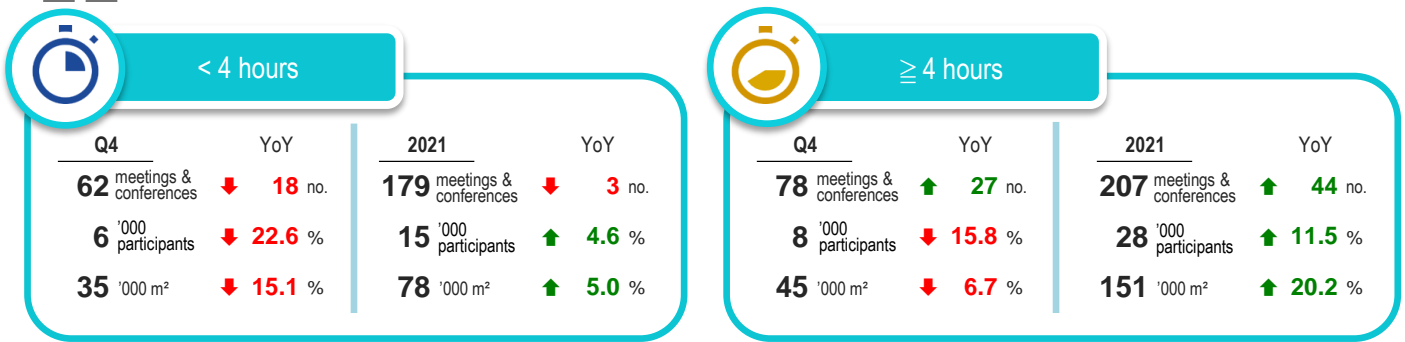 < 4 hours
Q4 YoY
62 meetings & conferences 18 no.
6 '000 participants 22.6 %
35 '000 m² 15.1 %
2021 YoY
179 meetings & conferences 3 no.
15 '000 participants 4.6 %
78 '000 m² 5.0 %
≧ 4 hours
Q4 YoY
78 meetings & conferences 27 no.
8 '000 participants 15.8 %
45 '000 m² 6.7 %
2021 YoY
207 meetings & conferences 44 no.
28 '000 participants 11.5 %
151 '000 m² 20.2 %